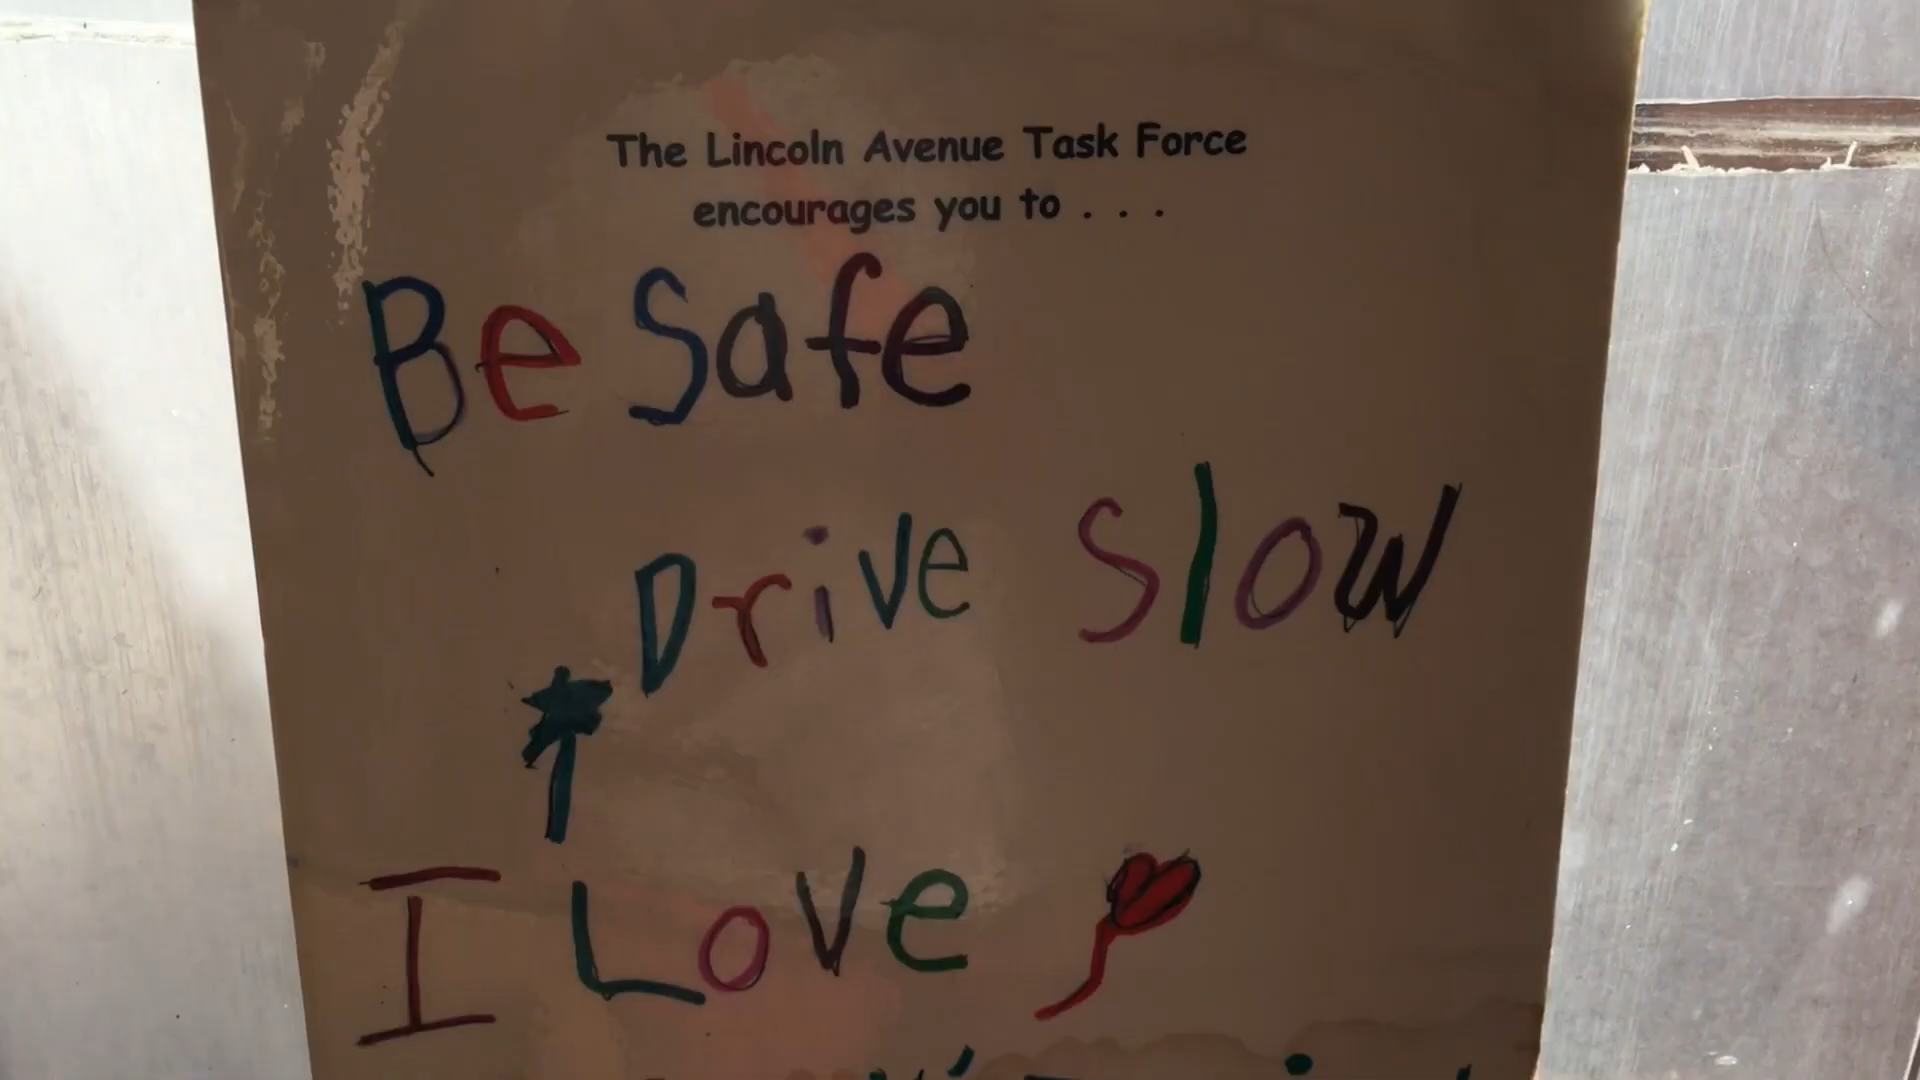 The Lincoln Avenue Task Force
encourages you to . . .
Be Safe
Drive Slow
I Love